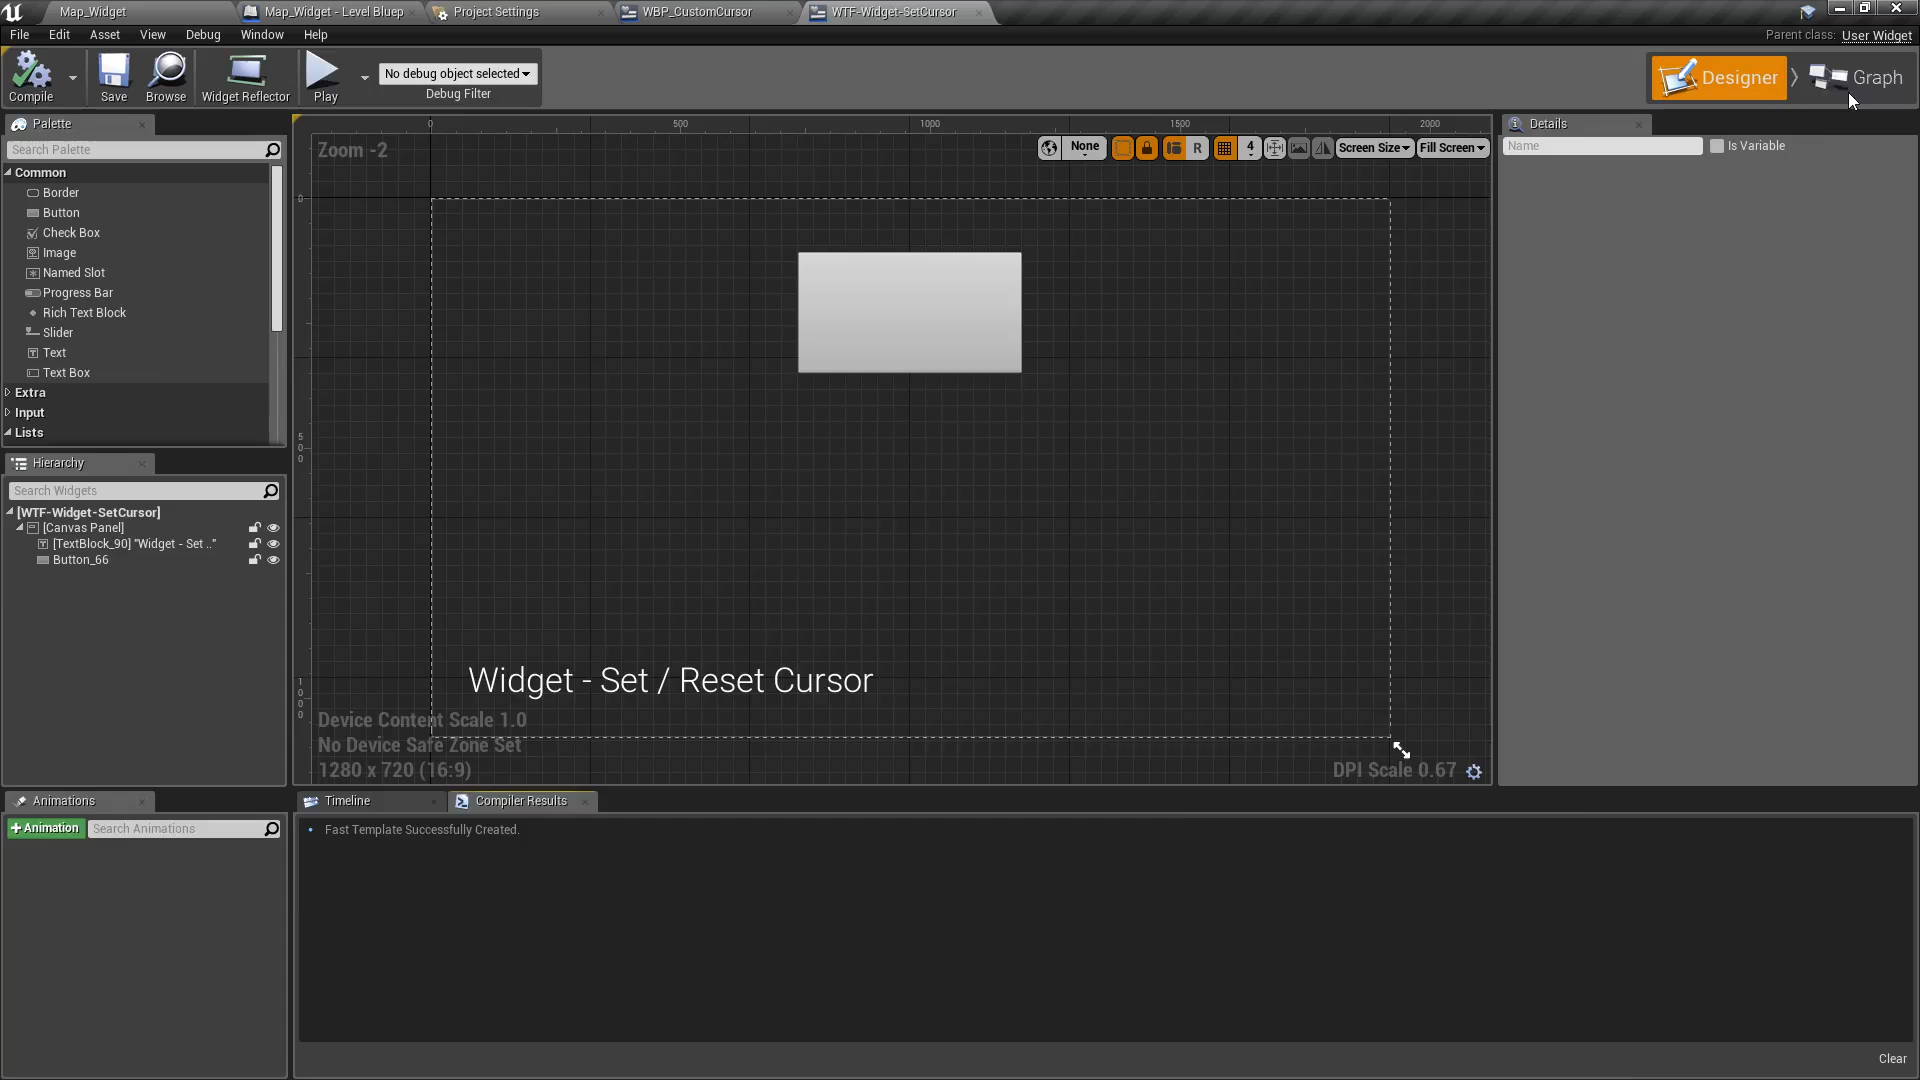 Map_Widget
Map_Widget - Level Bluep
Project Settings
WBP_CustomCursor
WTF-Widget-SetCursor
File
Edit
Asset
View
Debug
Window
Help
Parent class: User Widget
Compile
Save
Browse
Widget Reflector
Play
No debug object selected
Debug Filter
Designer
Graph
Palette
Search Palette
Common
Border
Button
Check Box
Image
Named Slot
Progress Bar
Rich Text Block
Slider
Text
Text Box
Extra
Input
Lists
Hierarchy
Search Widgets
[WTF-Widget-SetCursor]
[Canvas Panel]
[TextBlock_90] "Widget - Set .."
Button_66
Animations
+Animation
Search Animations
0
500
1000
1500
2000
Zoom -2
None
R
4
Screen Size
Fill Screen
0
500
1000
Widget - Set / Reset Cursor
Device Content Scale 1.0
No Device Safe Zone Set
1280 x 720 (16:9)
DPI Scale 0.67
Details
Name
Is Variable
Timeline
Compiler Results
Fast Template Successfully Created.
Clear